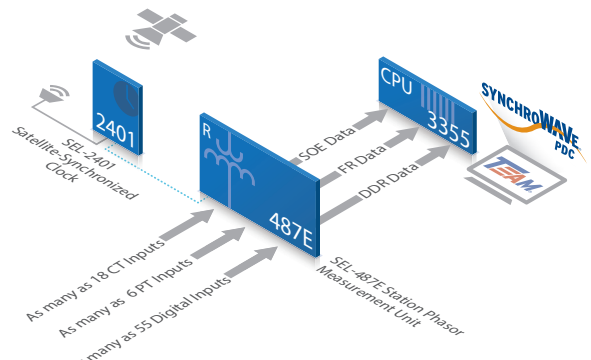 2401
SEL-2401
Satellite-Synchronized
Clock
R
487E
CPU
3355
SOE Data
FR Data
DDR Data
SYNCHROWAVE
PDC
TEAM
As many as 18 CT Inputs
As many as 6 PT Inputs
many as 55 Digital Inputs
SEL-487E Station Phasor
Measurement Unit